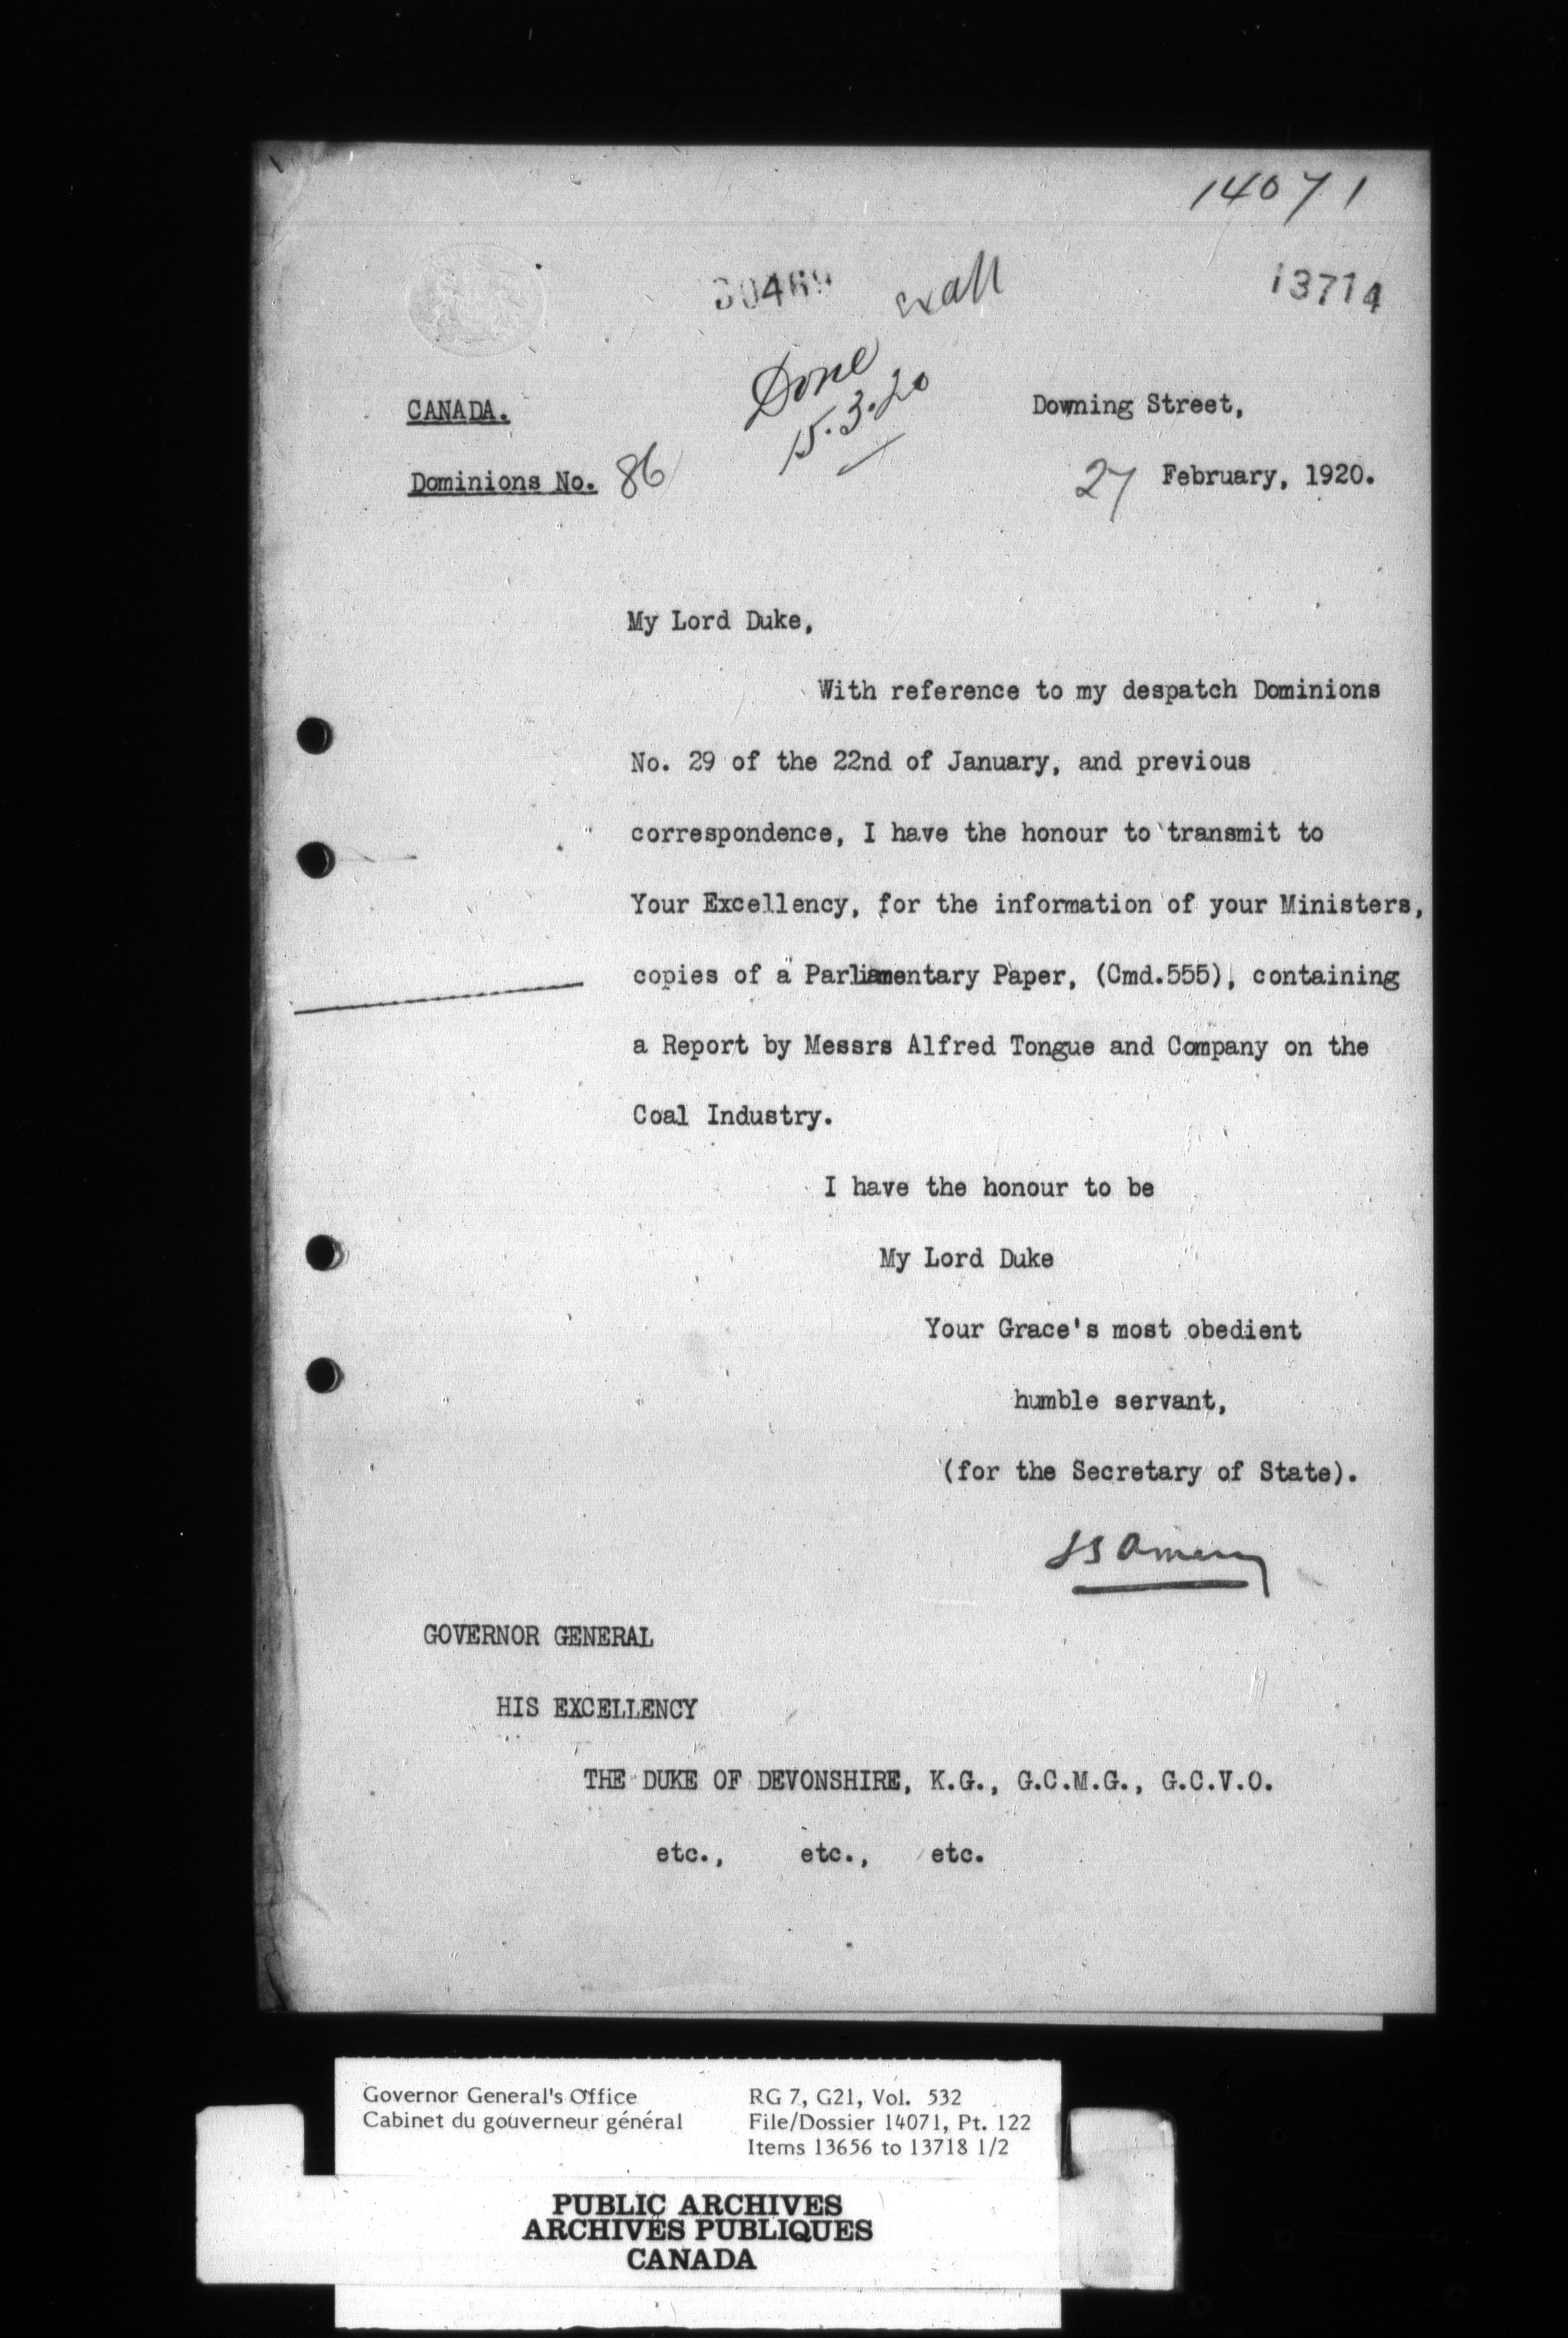 14071
13714
Done
15.3.20
CANADA.
Downing Street,
Dominions No. 86
27 February, 1920.
My Lord Duke,
With reference to my despatch Dominions
No. 29 of the 22nd of January, and previous
correspondence, I have the honour to transmit to
Your Excellency, for the information of your Ministers,
copies of a Parliamentary Paper, (Cmd.555), containing
a Report by Messrs Alfred Tongue and Company on the
Coal Industry.
I have the honour to be
My Lord Duke
Your Grace's most obedient
humble servant,
(for the Secretary of State).
LS Amery
GOVERNOR GENERAL
HIS EXCELLENCY
THE DUKE OF DEVONSHIRE, K.G., G.C.M.G., G.C.V.O.
etc., etc., etc.
Governor General's Office
Cabinet du gouverneur général
RG 7, G21, Vol. 532
File/Dossier 14071, Pt. 122
Items 13656 to 13718 1/2
PUBLIC ARCHIVES
ARCHIVES PUBLIQUES
CANADA